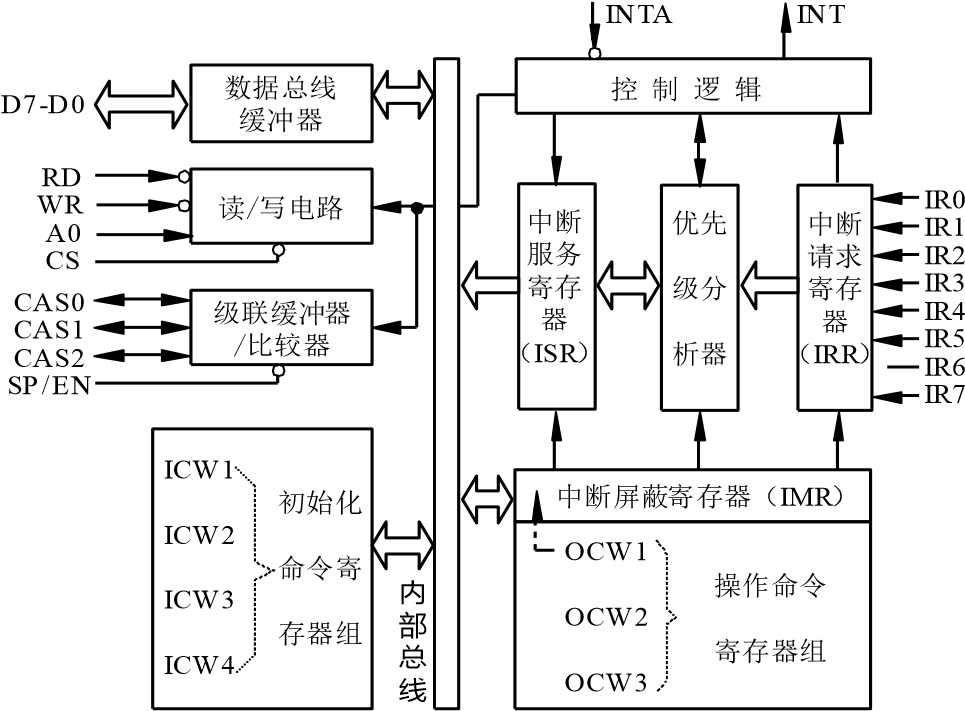 INTA
INT
D7-D0
数据总线
缓冲器
控制逻辑
RD
WR
A0
CS
读/写电路
CAS0
CAS1
CAS2
SP/EN
级联缓冲器
/比较器
中断
服务
寄存
器
（ISR）
优先
级分
析器
中断
请求
寄存
器
（IRR）
IR0
IR1
IR2
IR3
IR4
IR5
IR6
IR7
ICW1
ICW2
ICW3
ICW4
初始化
命令寄
存器组
内部总线
中断屏蔽寄存器（IMR）
OCW1
OCW2
OCW3
操作命令
寄存器组